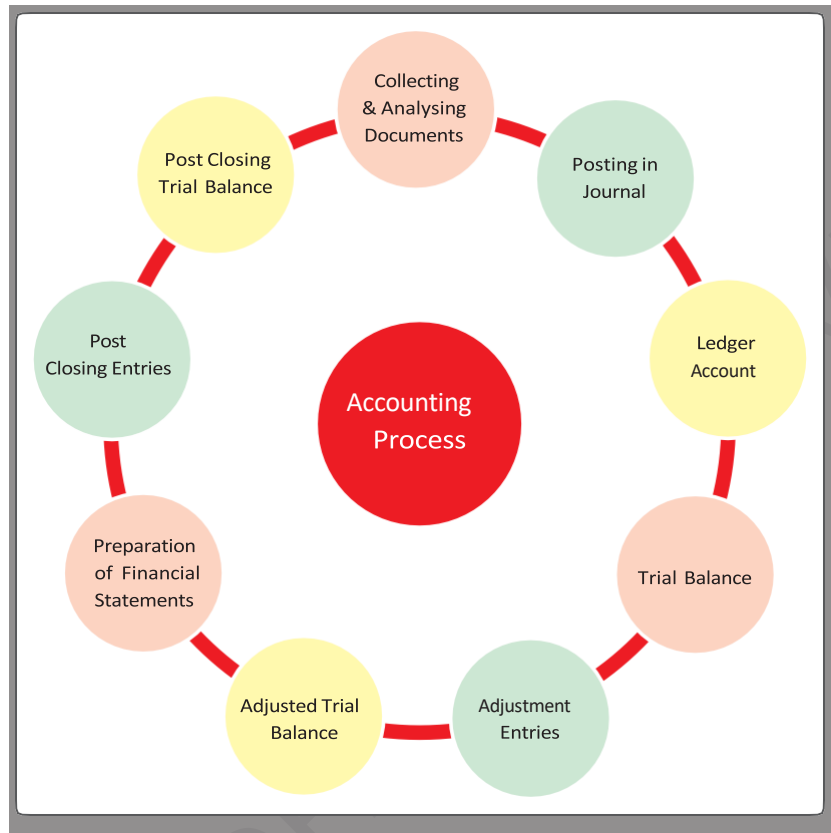 Collecting
& Analysing
Documents
Posting in
Journal
Ledger
Account
Trial Balance
Adjustment
Entries
Adjusted Trial
Balance
Preparation
of Financial
Statements
Post
Closing Entries
Post Closing
Trial Balance
Accounting
Process